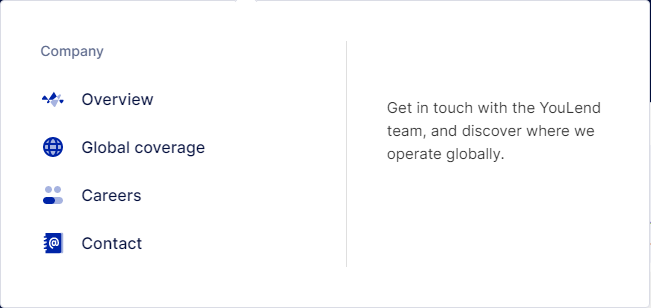 Company
Overview
Global coverage
Careers
Contact
Get in touch with the YouLend
team, and discover where we
operate globally.